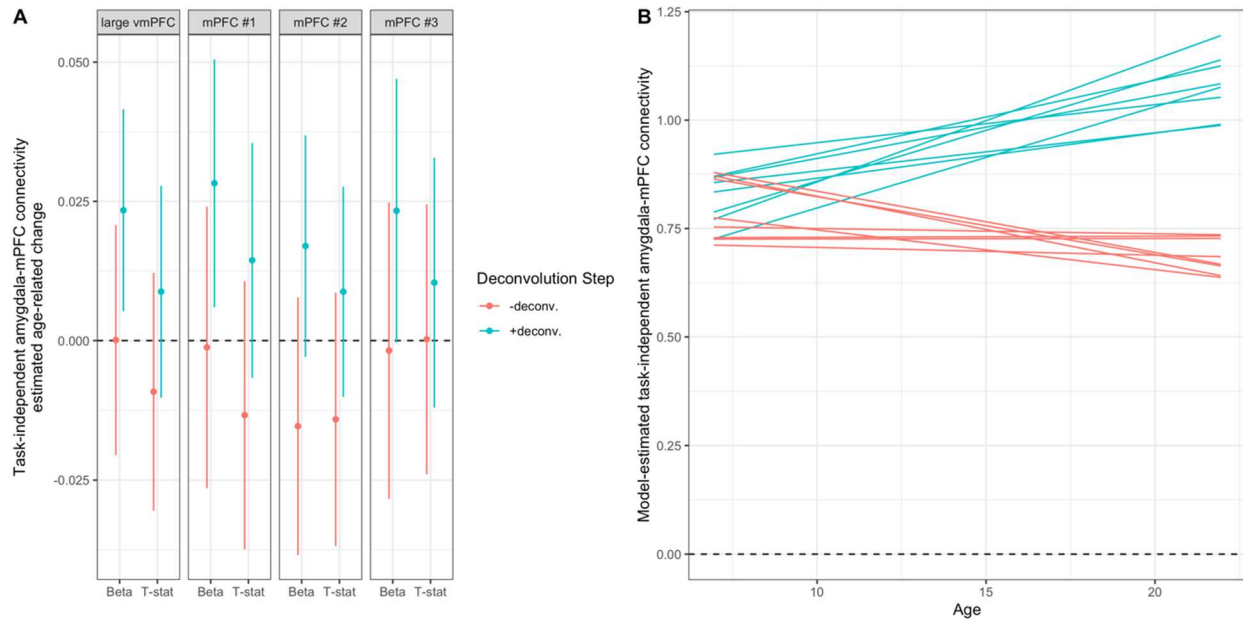 A
large vmPFC
mPFC #1
mPFC #2
mPFC #3
Task-independent amygdala-mPFC connectivity
estimated age-related change
0.050
0.025
0.000
-0.025
Beta T-stat Beta T-stat Beta T-stat Beta T-stat
Deconvolution Step
-deconv.
+deconv.
B
Model-estimated task-independent amygdala-mPFC connectivity
1.25
1.00
0.75
0.50
0.25
0.00
10 15 20
Age